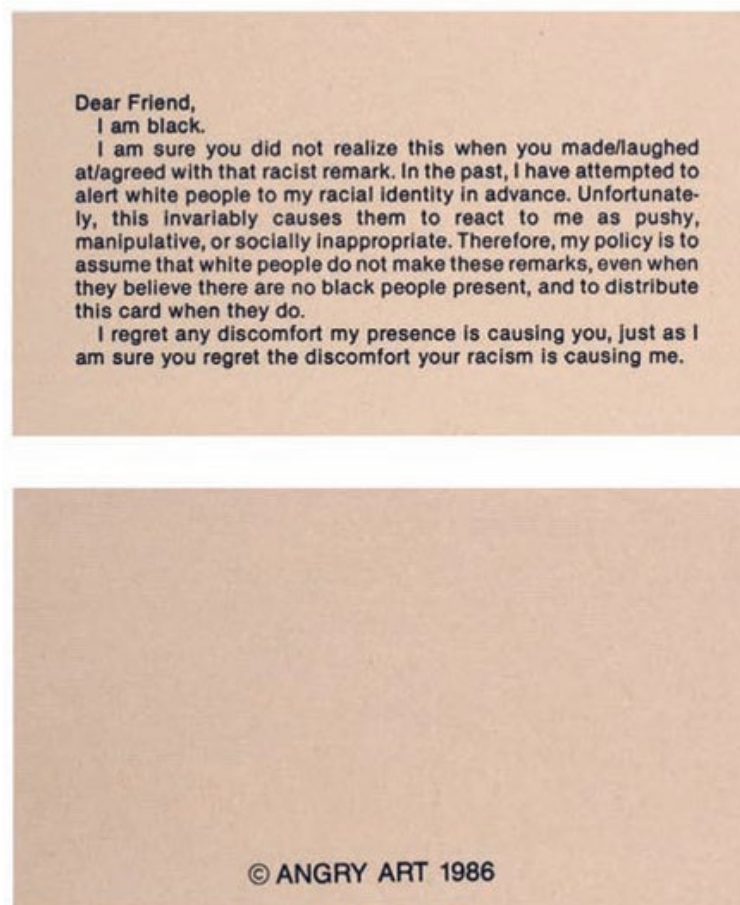 Dear Friend,
I am black.
I am sure you did not realize this when you made/laughed
at/agreed with that racist remark. In the past, I have attempted to
alert white people to my racial identity in advance. Unfortunate-
ly, this invariably causes them to react to me as pushy,
manipulative, or socially inappropriate. Therefore, my policy is to
assume that white people do not make these remarks, even when
they believe there are no black people present, and to distribute
this card when they do.
I regret any discomfort my presence is causing you, just as I
am sure you regret the discomfort your racism is causing me.
© ANGRY ART 1986